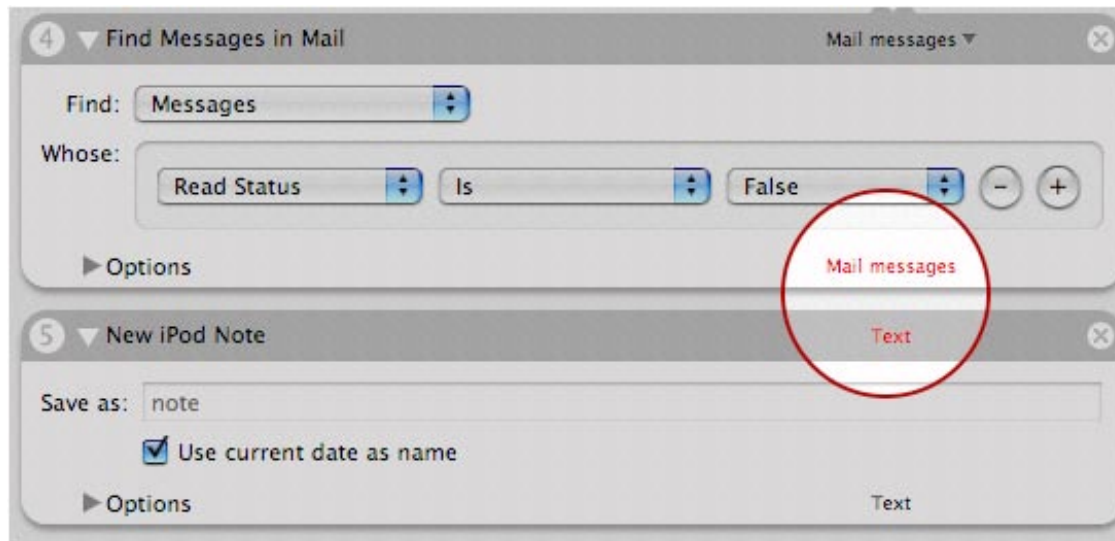 4 Find Messages in Mail Mail messages
Find: Messages
Whose:
Read Status Is False - +
Options Mail messages
5 New iPod Note Text
Save as: note
Use current date as name
Options Text